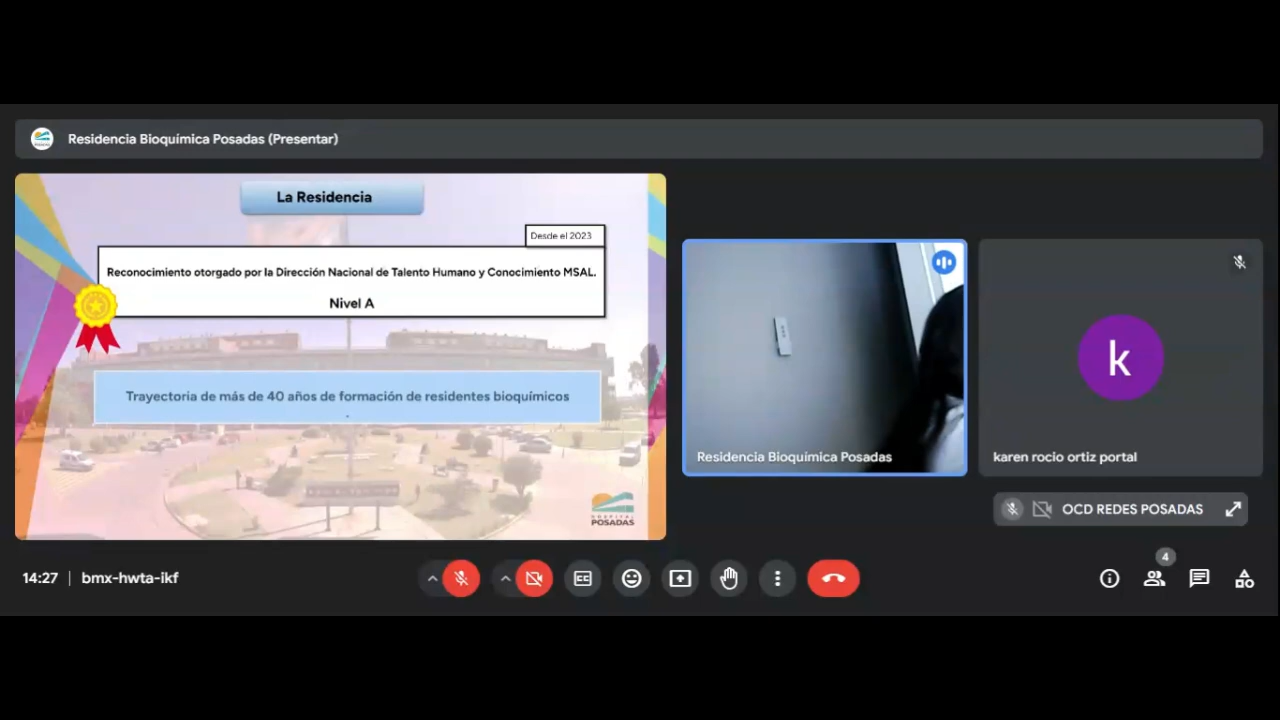 Residencia Bioquímica Posadas (Presentar)
La Residencia
Desde el 2023
Reconocimiento otorgado por la Dirección Nacional de Talento Humano y Conocimiento MSAL.
Nivel A
Trayectoria de más de 40 años de formación de residentes bioquímicos
.
HOSPITAL
POSADAS
Residencia Bioquímica Posadas
k
karen rocio ortiz portal
OCD REDES POSADAS
14:27 | bmx-hwta-ikf
CC
4